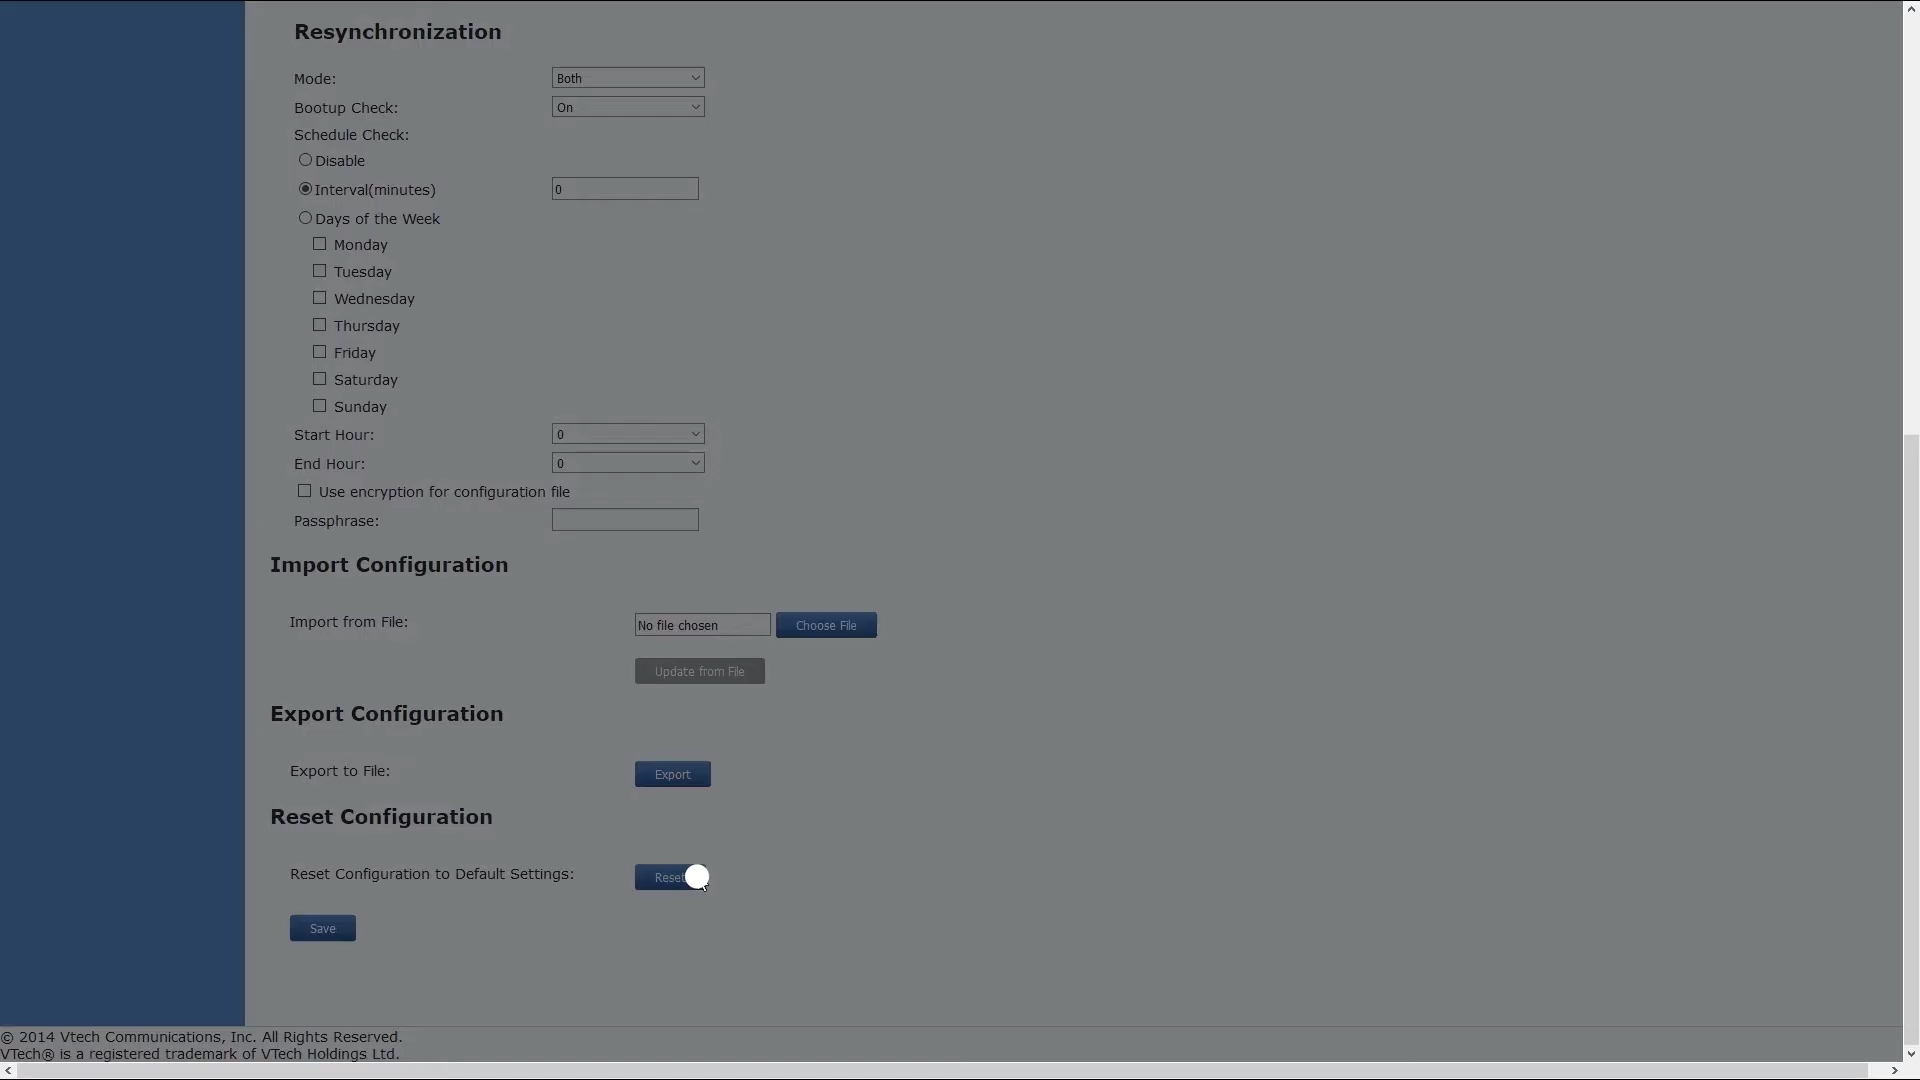 Resynchronization
Mode:
Both
Bootup Check:
On
Schedule Check:
Disable
Interval(minutes)
0
Days of the Week
Monday
Tuesday
Wednesday
Thursday
Friday
Saturday
Sunday
Start Hour:
0
End Hour:
0
Use encryption for configuration file
Passphrase:
Import Configuration
Import from File:
No file chosen
Choose File
Update from File
Export Configuration
Export to File:
Export
Reset Configuration
Reset Configuration to Default Settings:
Reset
Save
© 2014 Vtech Communications, Inc. All Rights Reserved.
VTech® is a registered trademark of VTech Holdings Ltd.